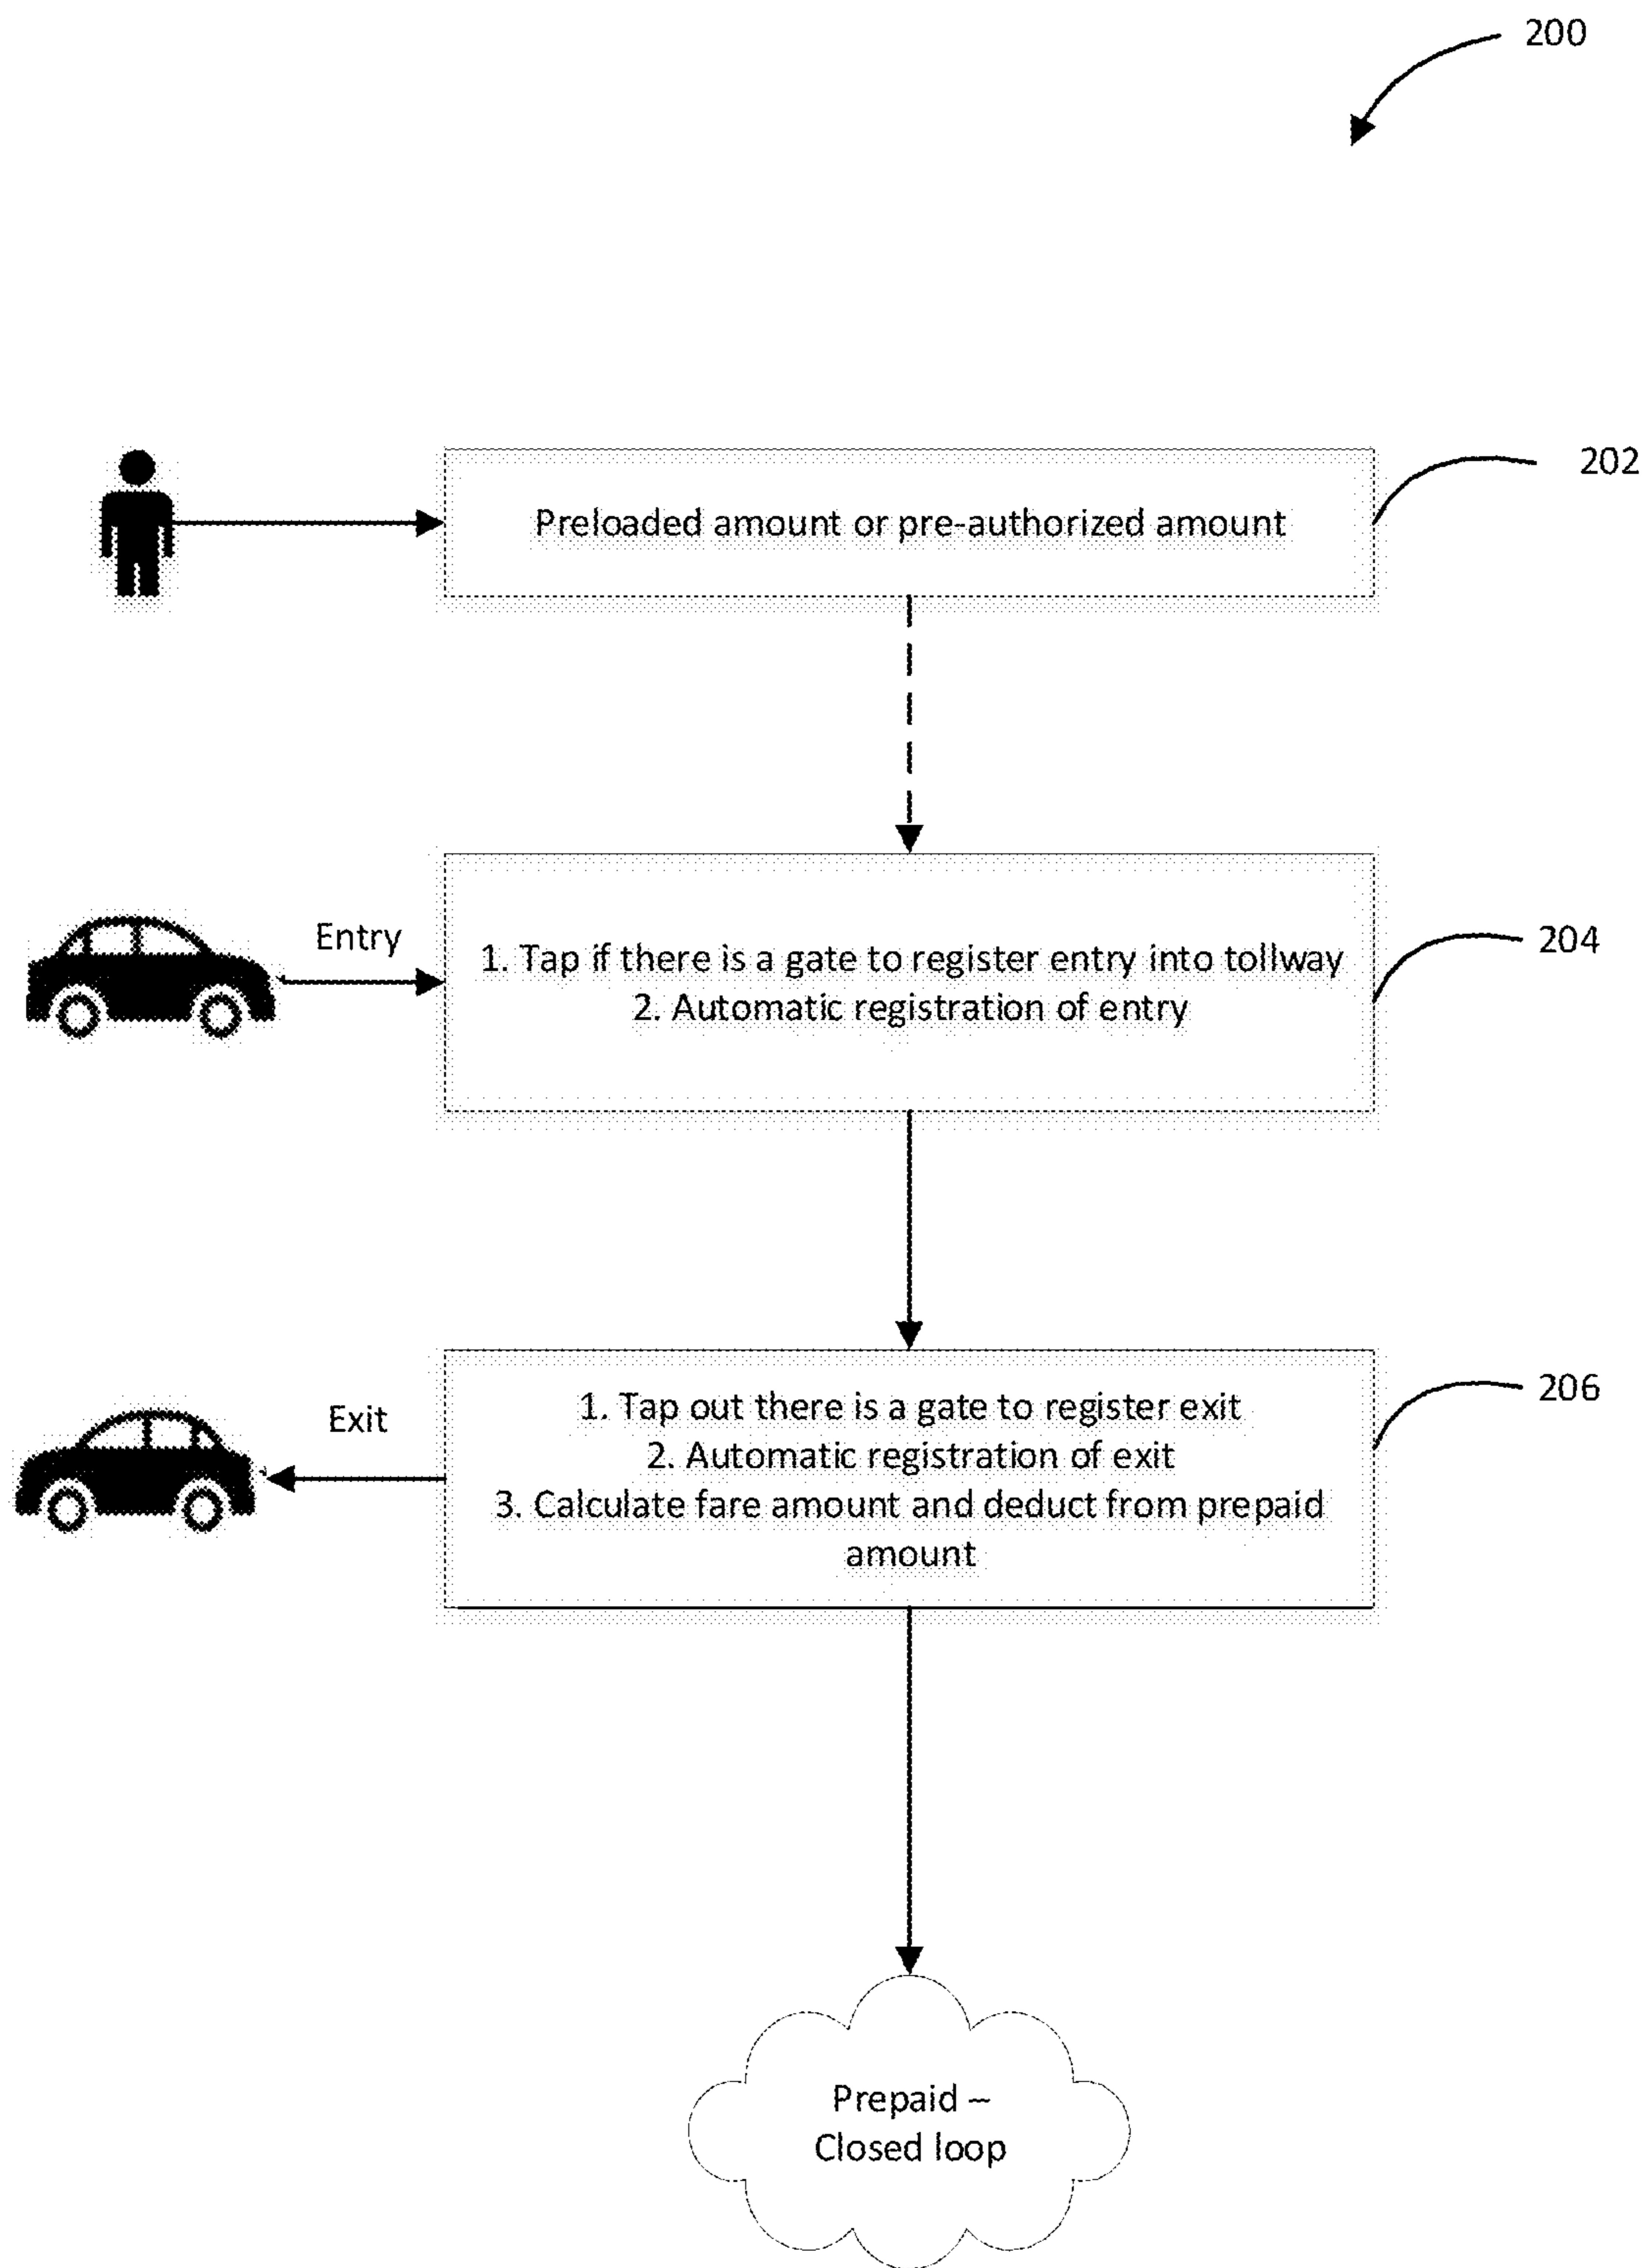 200
Preloaded amount or pre-authorized amount
202
Entry
1. Tap if there is a gate to register entry into tollway
2. Automatic registration of entry
204
Exit
1. Tap out there is a gate to register exit
2. Automatic registration of exit
3. Calculate fare amount and deduct from prepaid
amount
206
Prepaid –
Closed loop